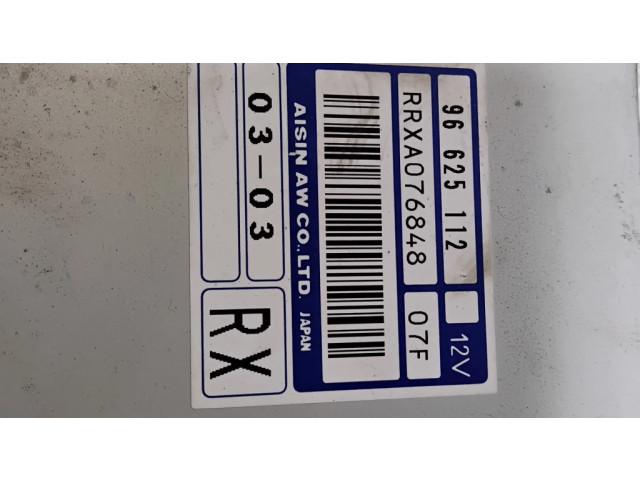 96 625 112 12V
RRXA076848 07F
AISIN AW CO.,LTD. JAPAN
03-03 RX